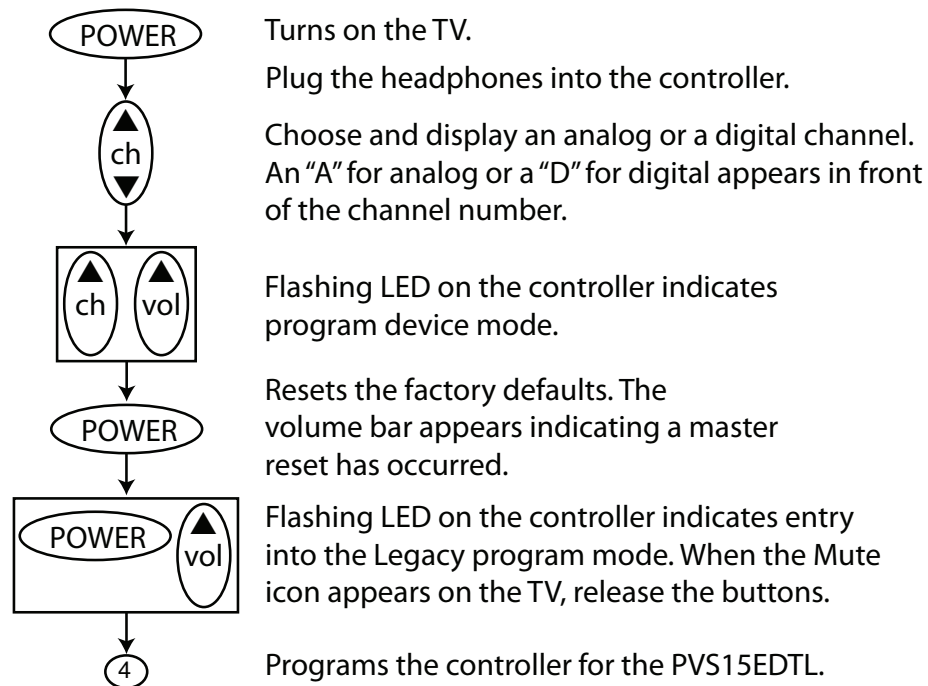 POWER
Turns on the TV.
Plug the headphones into the controller.
▲
ch
▼
Choose and display an analog or a digital channel.
An “A” for analog or a “D” for digital appears in front
of the channel number.
▲ ▲
ch vol
Flashing LED on the controller indicates
program device mode.
POWER
Resets the factory defaults. The
volume bar appears indicating a master
reset has occurred.
POWER
▲
vol
Flashing LED on the controller indicates entry
into the Legacy program mode. When the Mute
icon appears on the TV, release the buttons.
4
Programs the controller for the PVS15EDTL.